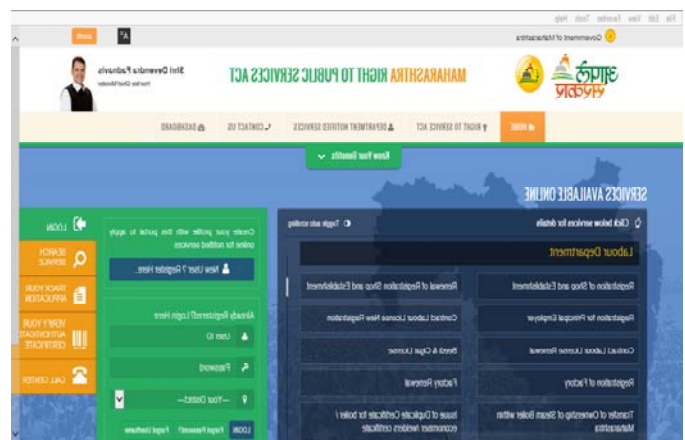 File Edit View Favorites Tools Help
Government of Maharashtra
आपले सरकार
MAHARASHTRA RIGHT TO PUBLIC SERVICES ACT
Shri Devendra Fadnavis
Hon'ble Chief Minister
HOME
RIGHT TO SERVICE ACT
DEPARTMENT NOTIFIED SERVICES
CONTACT US
DASHBOARD
Know Your Benefits
SERVICES AVAILABLE ONLINE
Click below services for details
Toggle auto scrolling
Labour Department
Registration of Shop and Establishment
Renewal of Registration Shop and Establishment
Registration for Principal Employer
Contract Labour License New Registration
Contract Labour License Renewal
Beedi & Cigar License
Registration of Factory
Factory Renewal
Transfer of Ownership of Steam Boiler within
Maharashtra
Issue of Duplicate Certificate for boiler /
economiser /welders certificate
Create your profile with this portal to apply
online for notified services
New User ? Register Here..
Already Registered? Login Here
User ID
Password
---Your District---
LOGIN Forgot Password? Forgot Username
LOGIN
SEARCH
SERVICE
TRACK YOUR
APPLICATION
VERIFY YOUR
AUTHENTICATED
CERTIFICATE
CALL CENTER